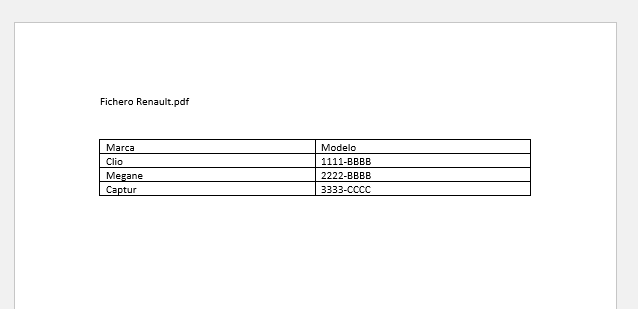 Fichero Renault.pdf
Marca Modelo
Clio 1111-BBBB
Megane 2222-BBBB
Captur 3333-CCCC